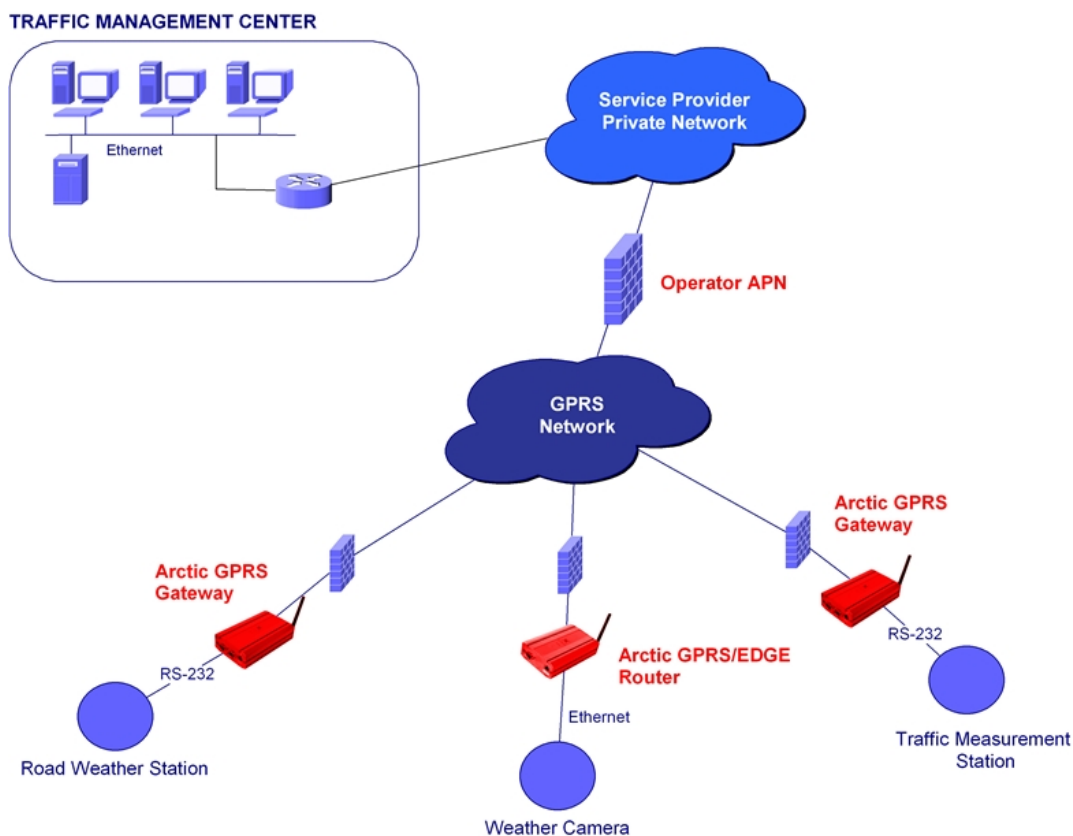 TRAFFIC MANAGEMENT CENTER
Ethernet
Service Provider
Private Network
Operator APN
GPRS
Network
Arctic GPRS
Gateway
Arctic GPRS
Gateway
RS-232
RS-232
Arctic GPRS/EDGE
Router
Ethernet
Road Weather Station
Traffic Measurement
Station
Weather Camera